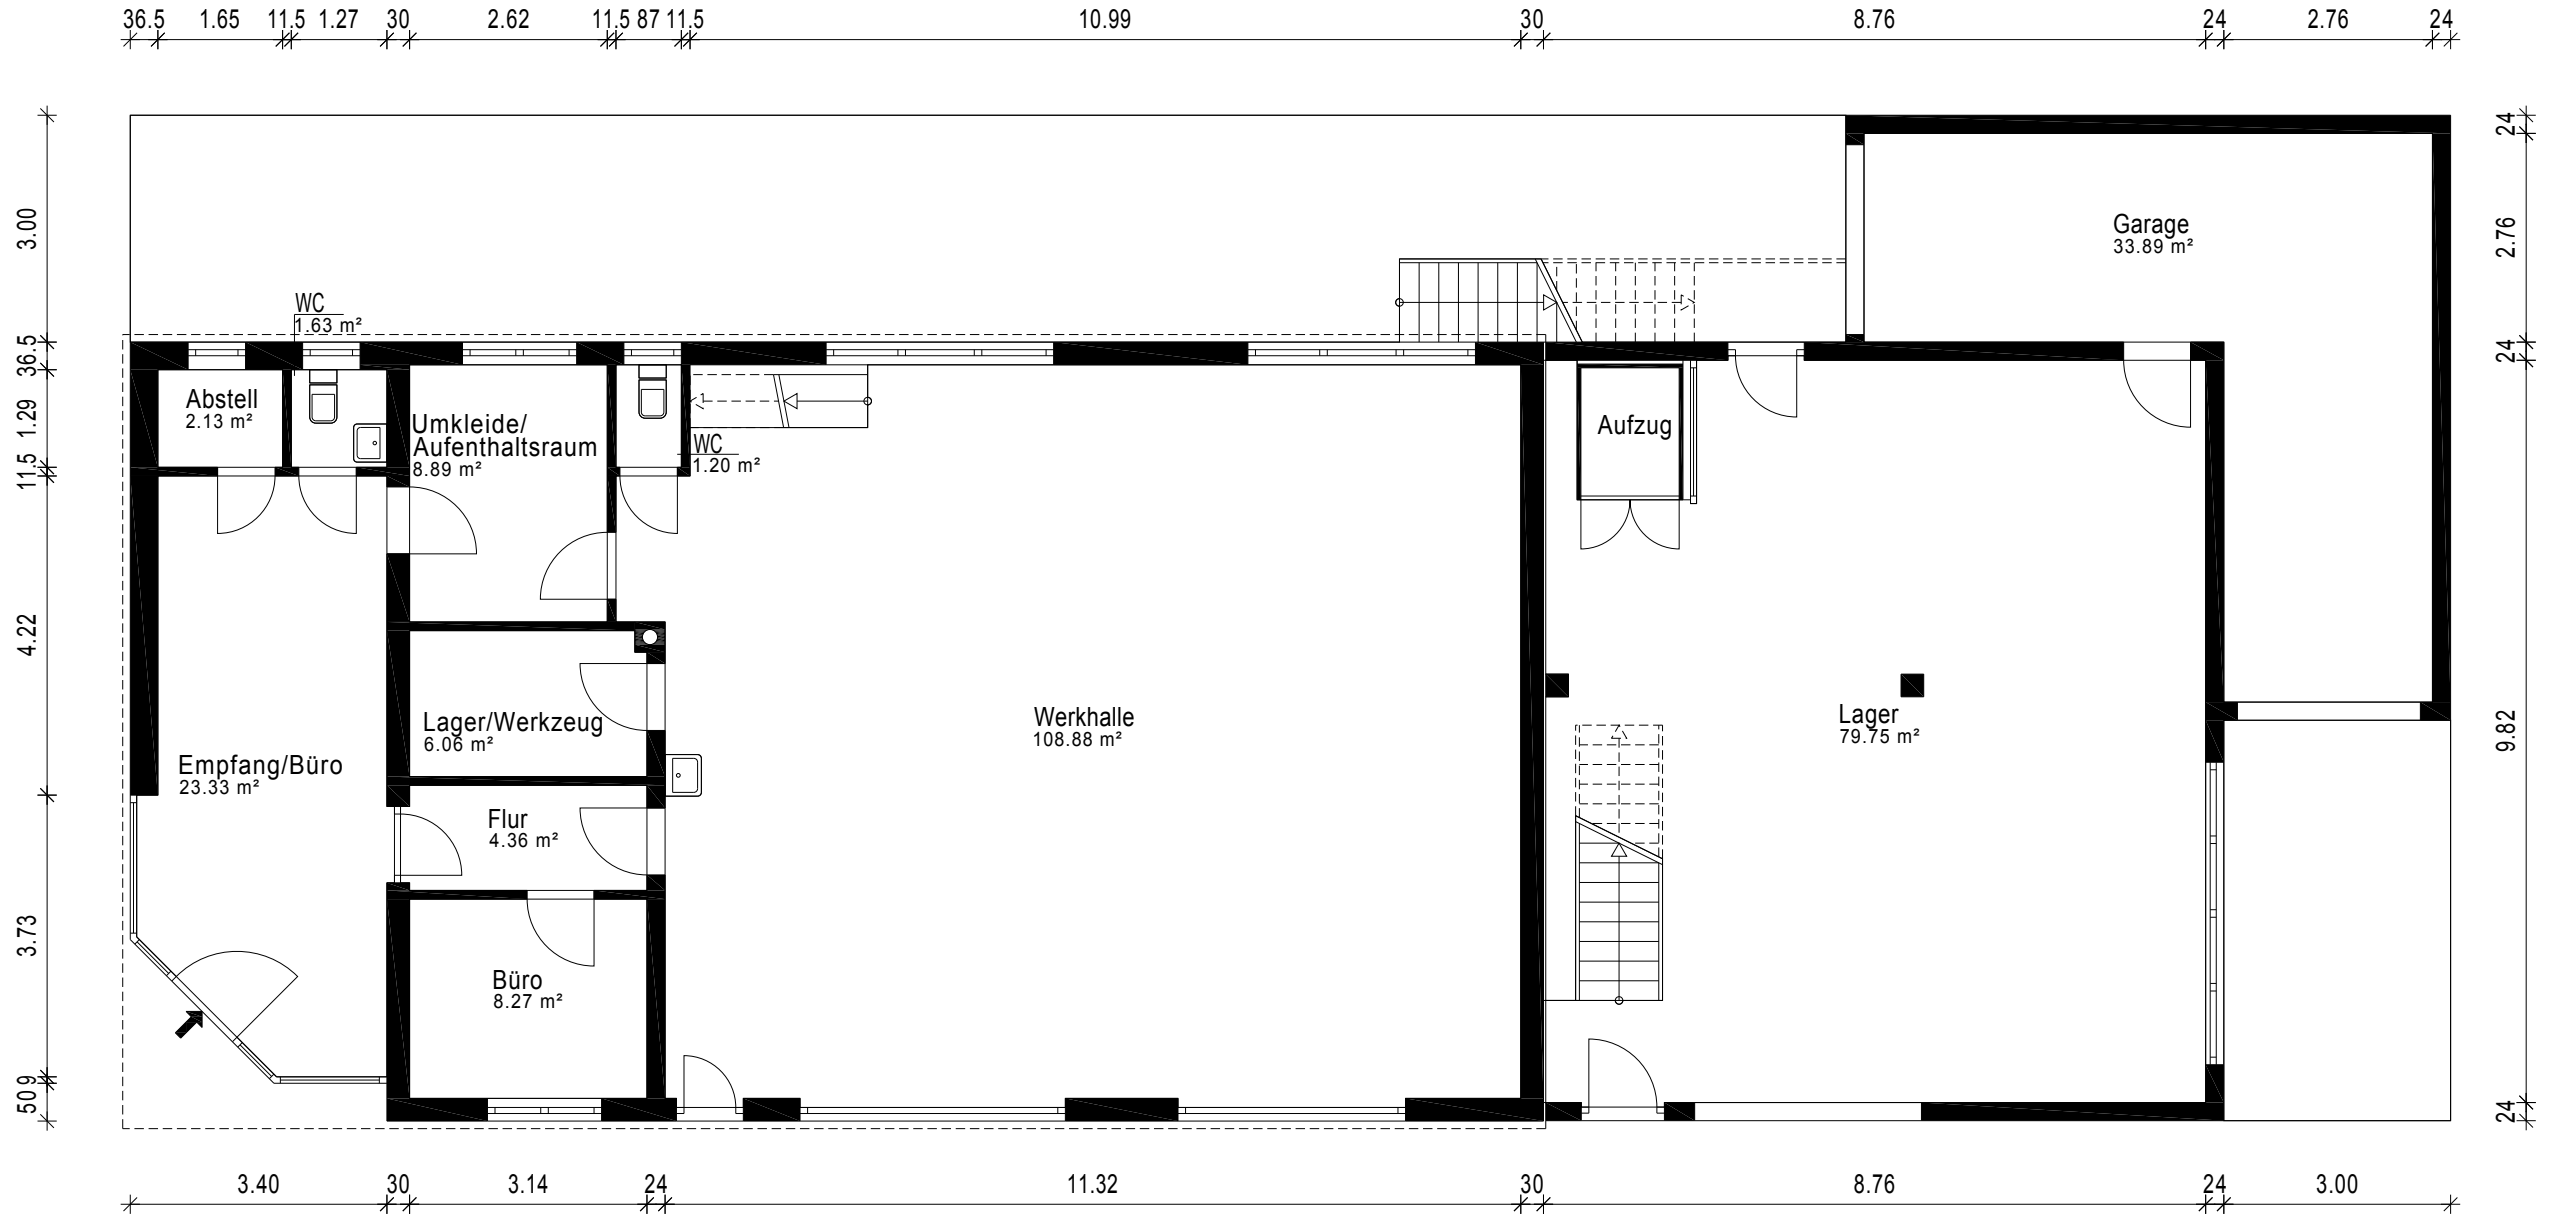 36.5 1.65 11.5 1.27 30 2.62 11.5 87 11.5 10.99 30 8.76 24 2.76 24
3.00
36.5
1.29
11.5
4.22
3.73
9
50
24
2.76
24
9.82
24
Garage
33.89 m²
WC
1.63 m²
Abstell
2.13 m²
Umkleide/
Aufenthaltsraum
8.89 m²
WC
1.20 m²
Aufzug
Lager/Werkzeug
6.06 m²
Werkhalle
108.88 m²
Lager
79.75 m²
Empfang/Büro
23.33 m²
Flur
4.36 m²
Büro
8.27 m²
3.40 30 3.14 24 11.32 30 8.76 24 3.00